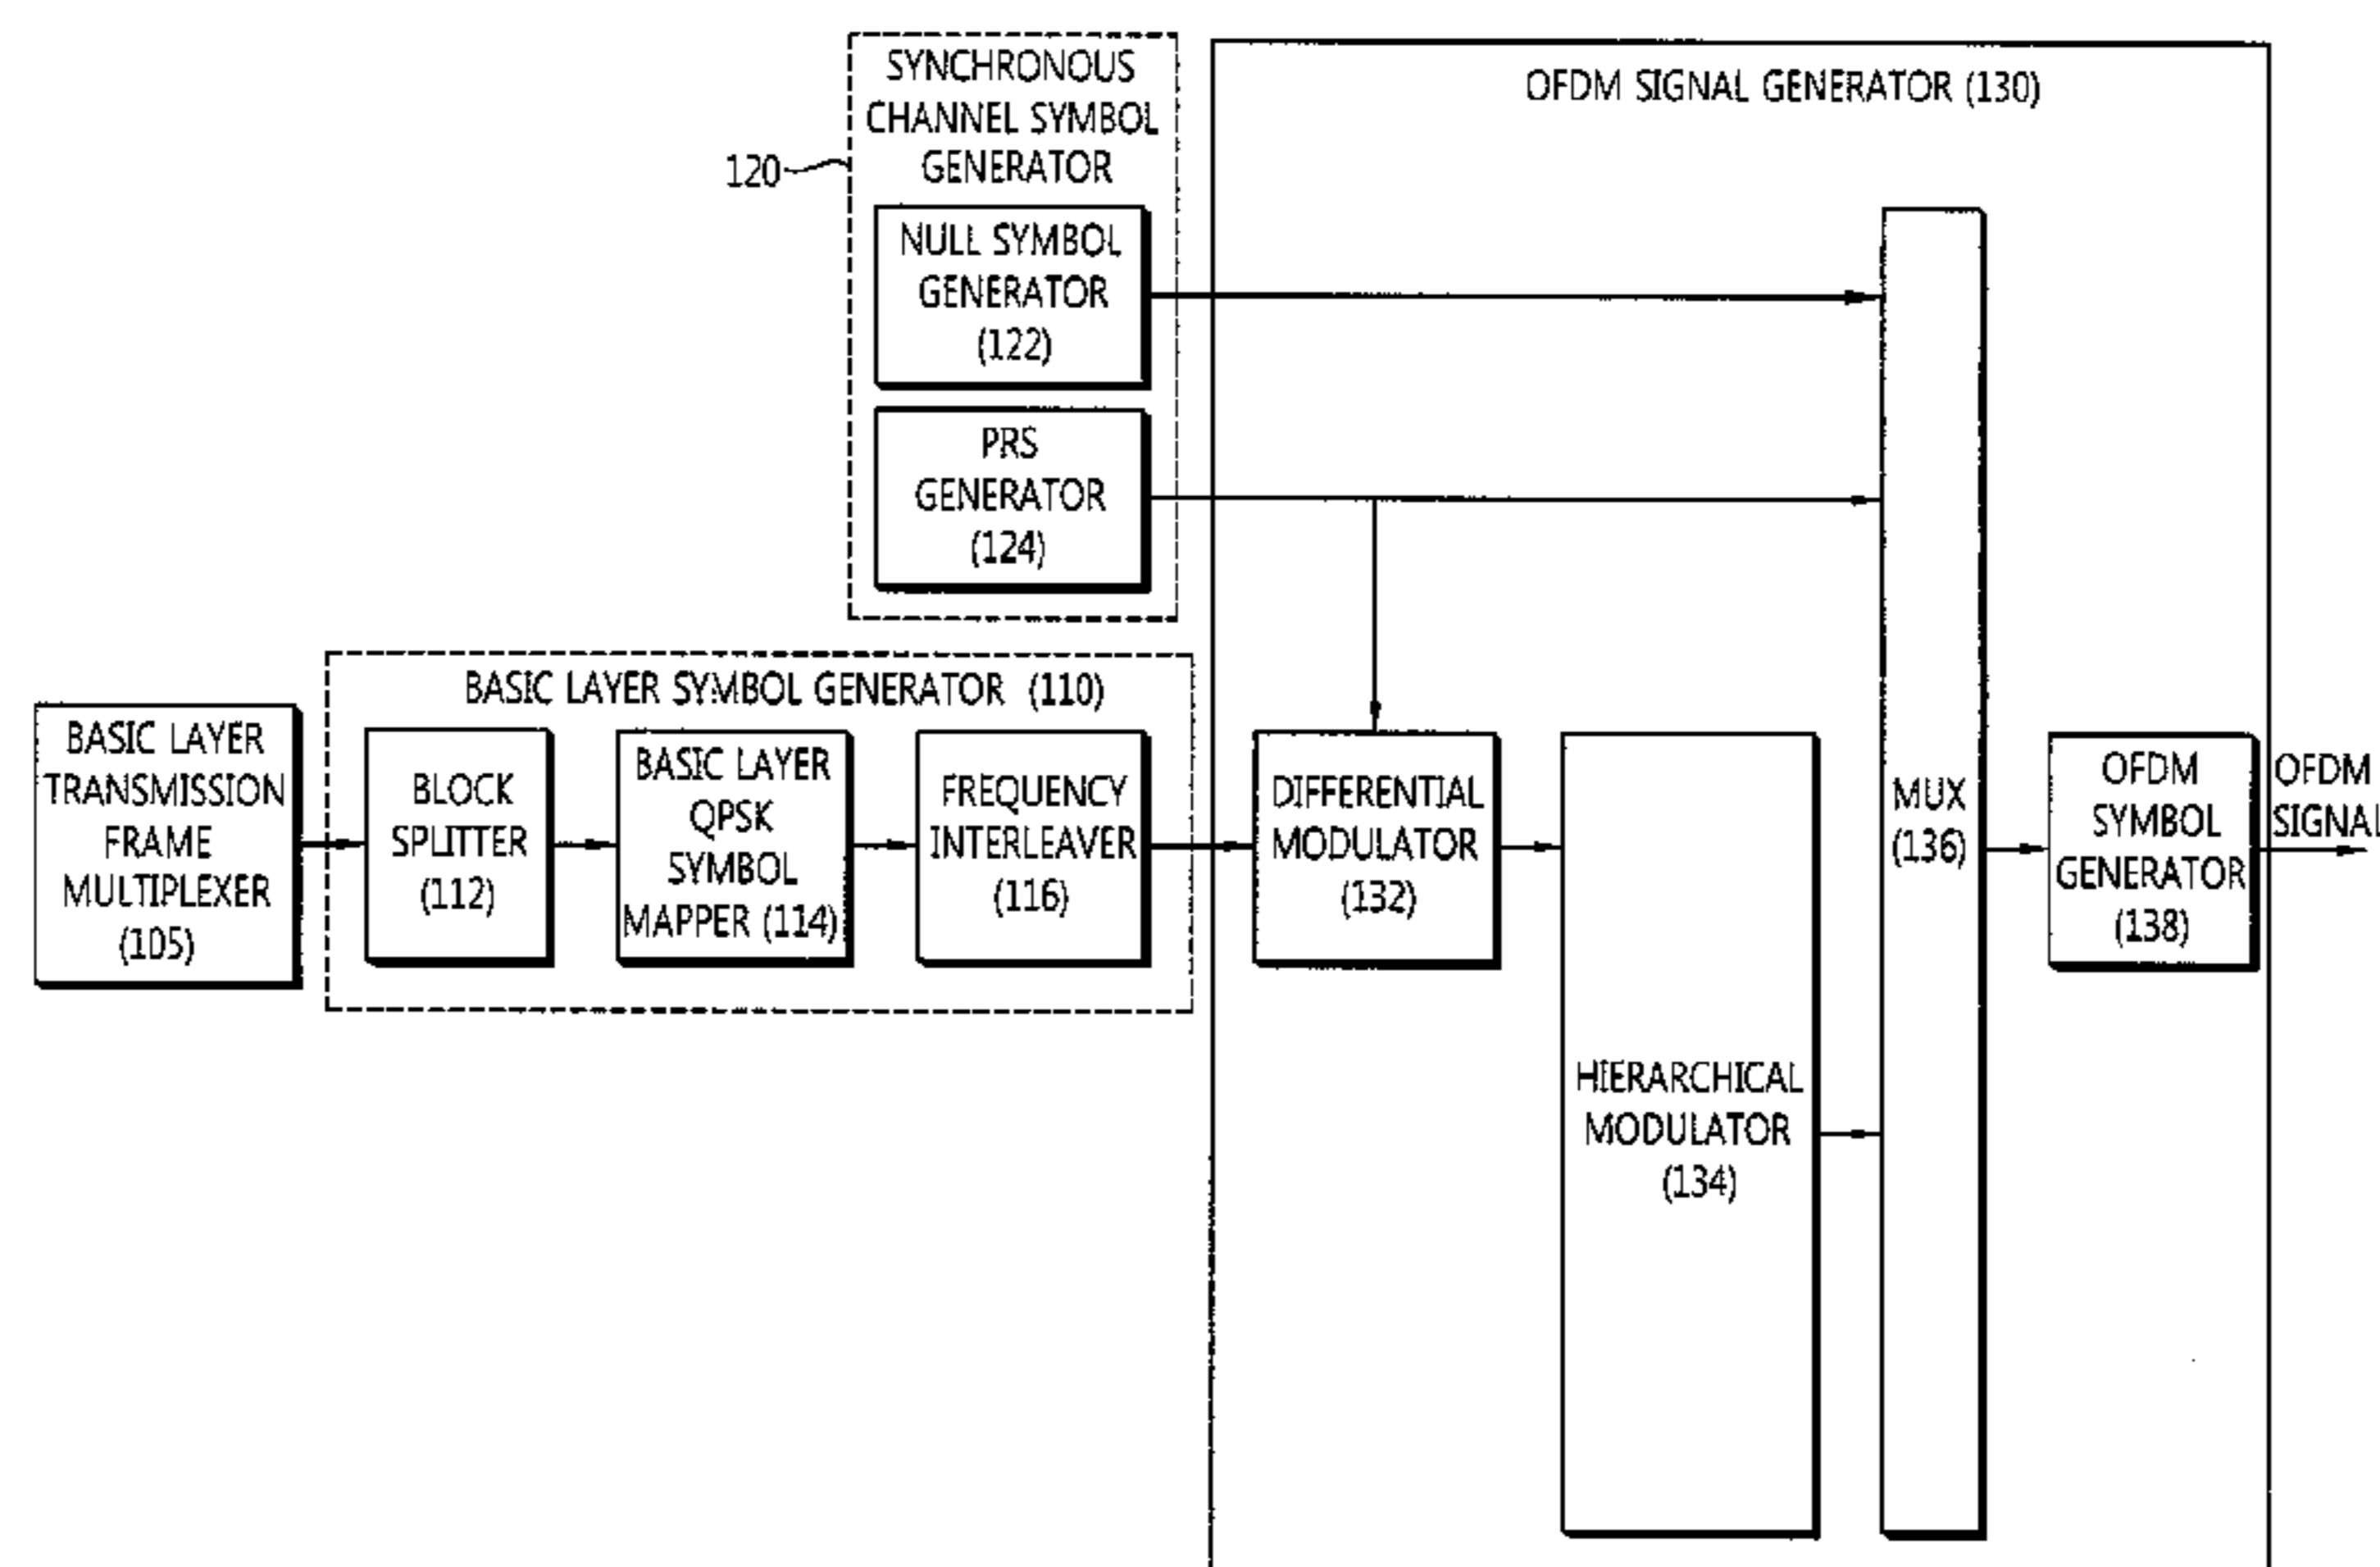 SYNCHRONOUS
CHANNEL SYMBOL
GENERATOR
120
NULL SYMBOL
GENERATOR
(122)
PRS
GENERATOR
(124)
OFDM SIGNAL GENERATOR (130)
BASIC LAYER SYMBOL GENERATOR (110)
BASIC LAYER
TRANSMISSION
FRAME
MULTIPLEXER
(105)
BLOCK
SPLITTER
(112)
BASIC LAYER
QPSK
SYMBOL
MAPPER (114)
FREQUENCY
INTERLEAVER
(116)
DIFFERENTIAL
MODULATOR
(132)
HIERARCHICAL
MODULATOR
(134)
MUX
(136)
OFDM
SYMBOL
GENERATOR
(138)
OFDM
SIGNAL